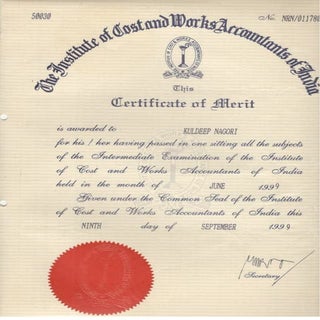 50030 No. NRN/011780
The Institute of Cost and Works Accountants of India
This
Certificate of Merit
is awarded to KULDEEP NAGORI
for his / her having passed in one sitting all the subjects
of the Intermediate Examination of the Institute
of Cost and Works Accountants of India
held in the month of JUNE 1999
Given under the Common Seal of the Institute
of Cost and Works Accountants of India this
NINTH day of SEPTEMBER 1999
Secretary